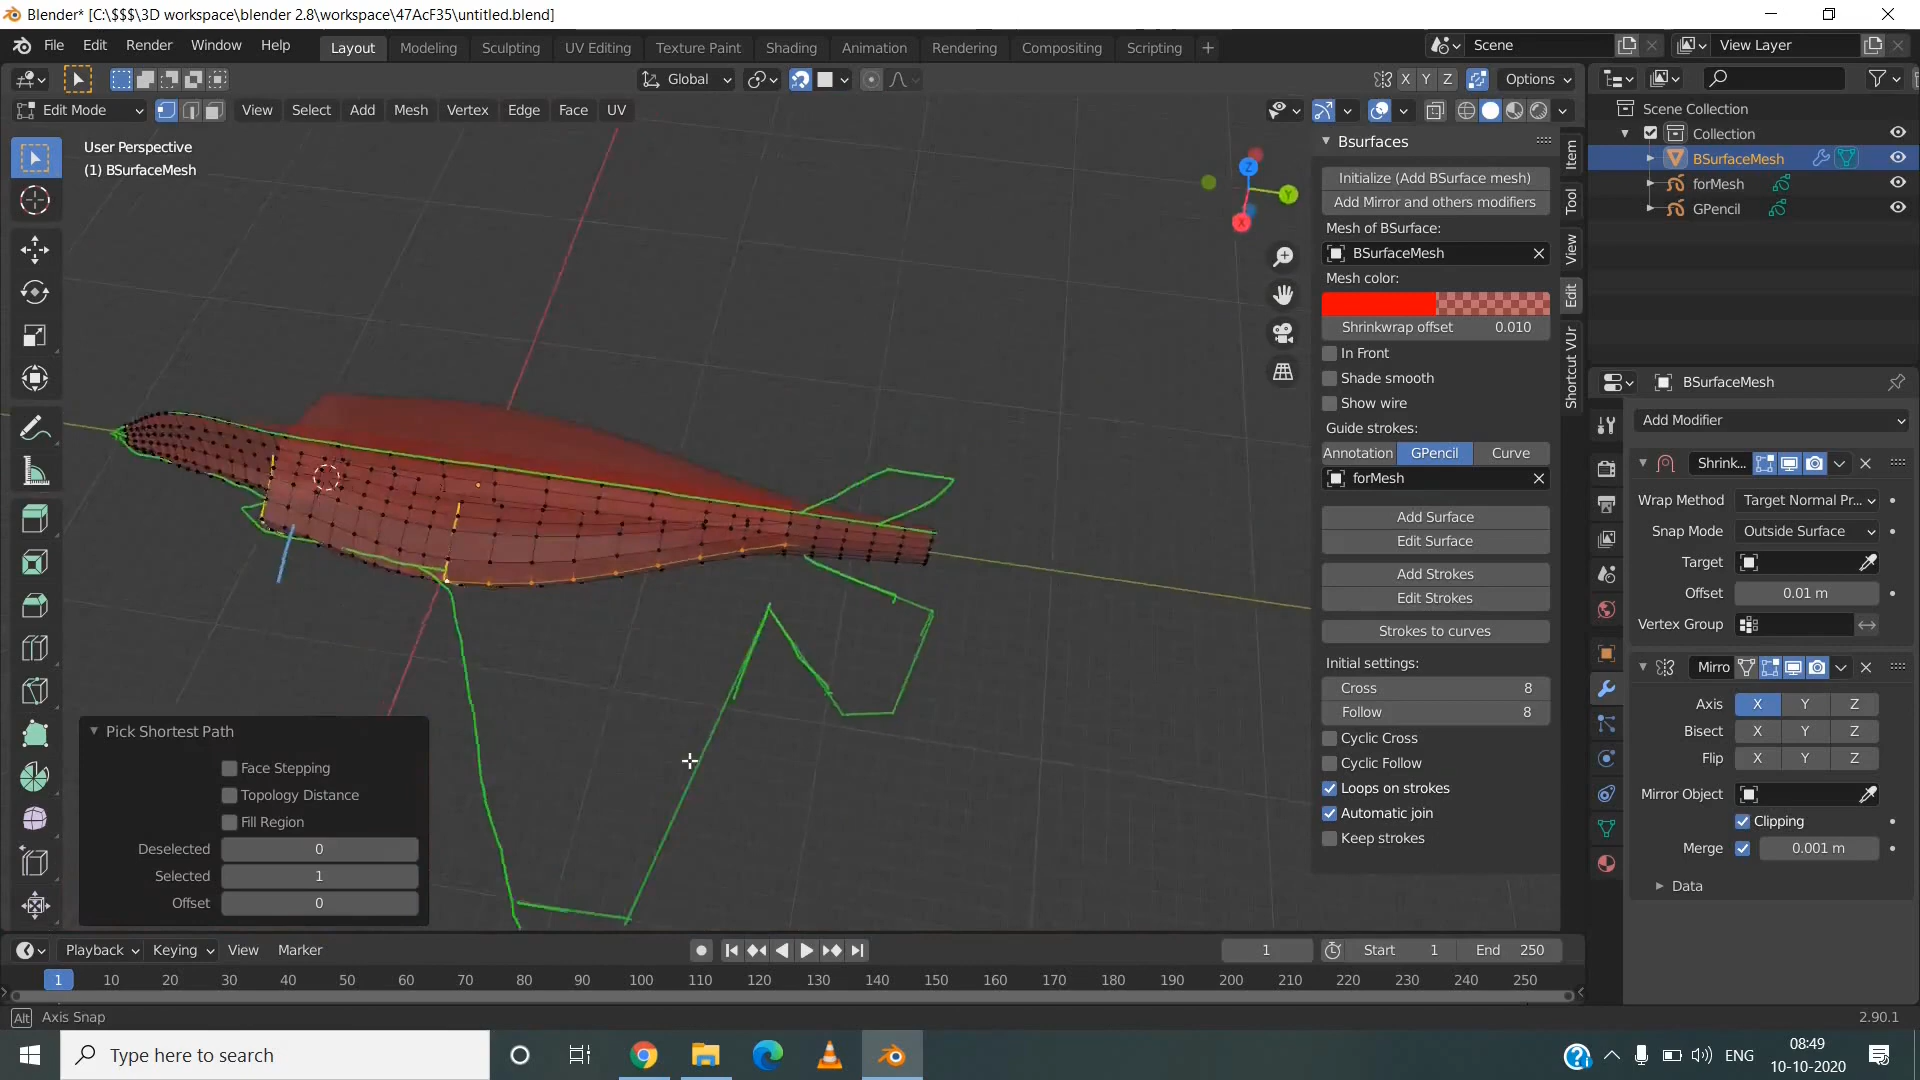 Blender* [C:\$$$\3D workspace\blender 2.8\workspace\47AcF35\untitled.blend]
File Edit Render Window Help Layout Modeling Sculpting UV Editing Texture Paint Shading Animation Rendering Compositing Scripting + Scene View Layer
Global X Y Z Options
Edit Mode View Select Add Mesh Vertex Edge Face UV
User Perspective
(1) BSurfaceMesh
Z
Y
X
Bsurfaces
Initialize (Add BSurface mesh)
Add Mirror and others modifiers
Mesh of BSurface:
BSurfaceMesh
Mesh color:
Shrinkwrap offset 0.010
In Front
Shade smooth
Show wire
Guide strokes:
Annotation GPencil Curve
forMesh
Add Surface
Edit Surface
Add Strokes
Edit Strokes
Strokes to curves
Initial settings:
Cross 8
Follow 8
Cyclic Cross
Cyclic Follow
Loops on strokes
Automatic join
Keep strokes
Item
Tool
View
Edit
Shortcut VUr
Scene Collection
Collection
BSurfaceMesh
forMesh
GPencil
BSurfaceMesh
Add Modifier
Shrink...
Wrap Method Target Normal Pr...
Snap Mode Outside Surface
Target
Offset 0.01 m
Vertex Group
Mirro
Axis X Y Z
Bisect X Y Z
Flip X Y Z
Mirror Object
Clipping
Merge 0.001 m
Data
Pick Shortest Path
Face Stepping
Topology Distance
Fill Region
Deselected 0
Selected 1
Offset 0
Playback Keying View Marker 1 Start 1 End 250
1 10 20 30 40 50 60 70 80 90 100 110 120 130 140 150 160 170 180 190 200 210 220 230 240 250
Alt Axis Snap 2.90.1
Type here to search
ENG
08:49
10-10-2020